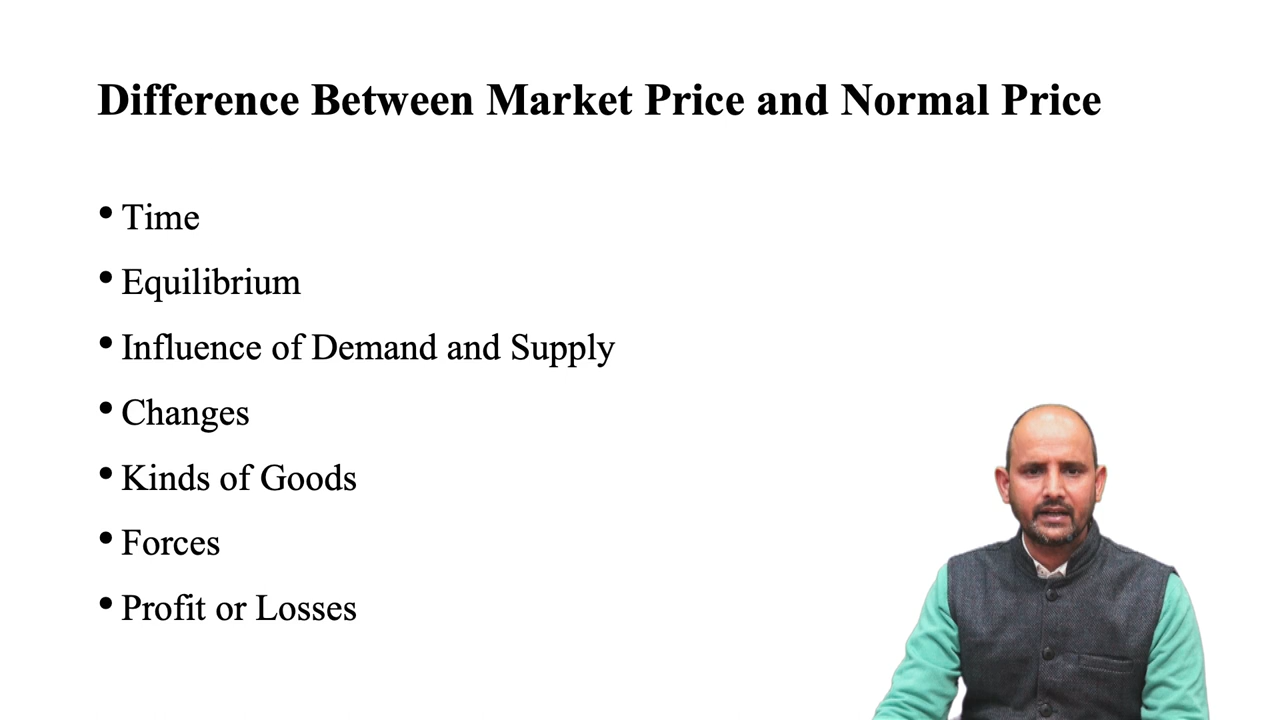 Difference Between Market Price and Normal Price
• Time
• Equilibrium
• Influence of Demand and Supply
• Changes
• Kinds of Goods
• Forces
• Profit or Losses